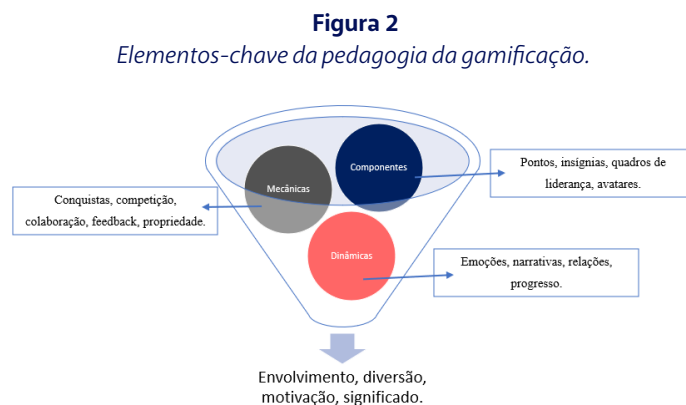 Figura 2
Elementos-chave da pedagogia da gamificação.
Componentes
Pontos, insígnias, quadros de
liderança, avatares.
Mecânicas
Conquistas, competição,
colaboração, feedback, propriedade.
Dinâmicas
Emoções, narrativas, relações,
progresso.
Envolvimento, diversão,
motivação, significado.